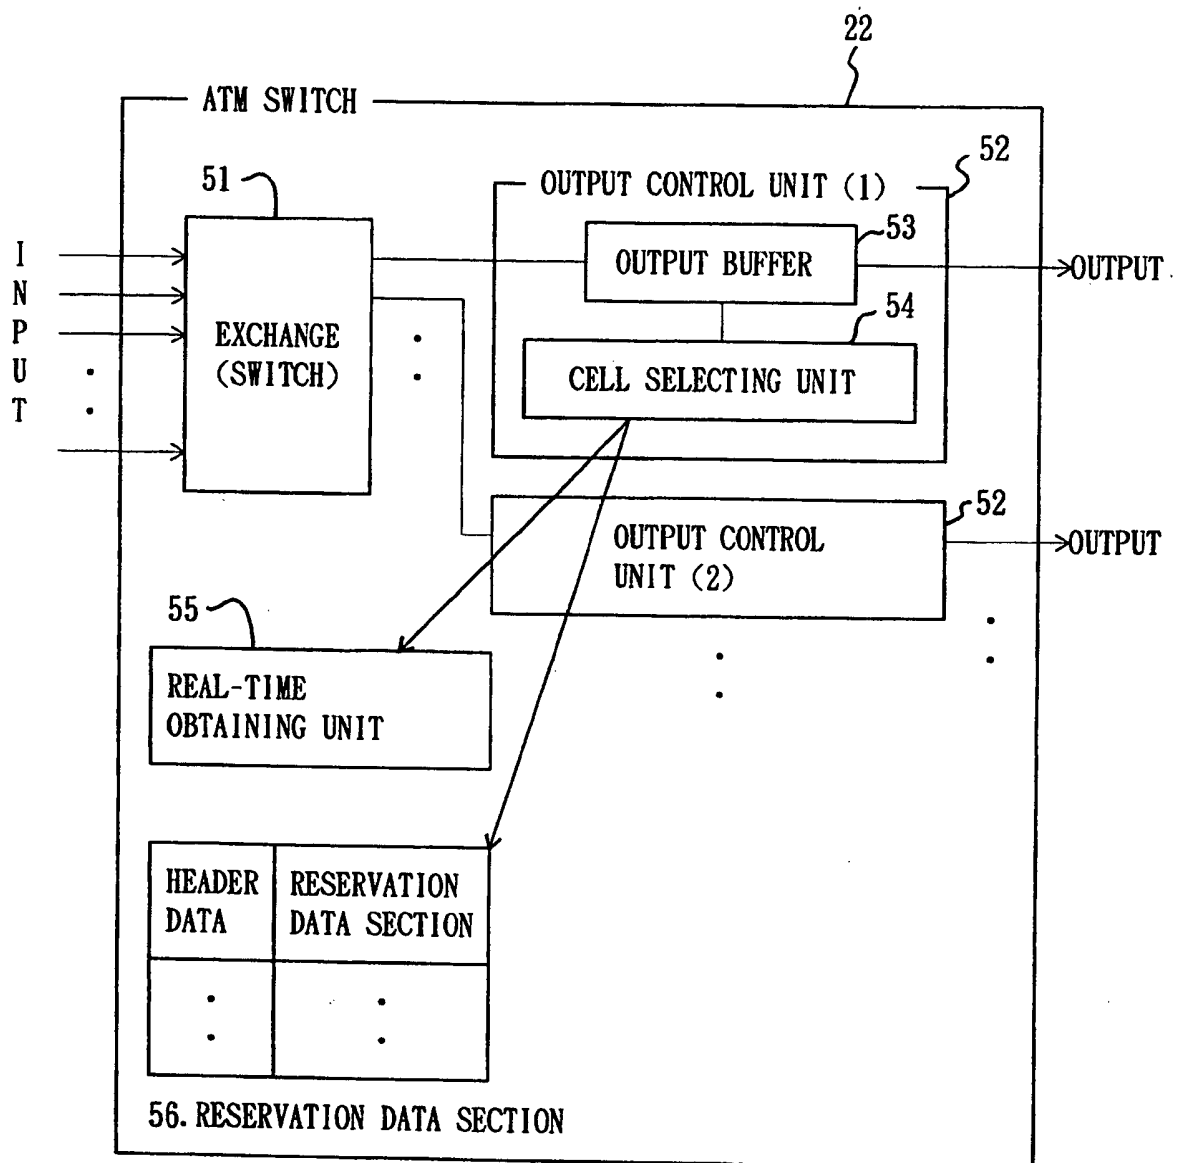 22
ATM SWITCH
51
52
OUTPUT CONTROL UNIT (1)
53
OUTPUT BUFFER
OUTPUT
INPUT
54
EXCHANGE
(SWITCH)
CELL SELECTING UNIT
52
OUTPUT CONTROL
UNIT (2)
OUTPUT
55
REAL-TIME
OBTAINING UNIT
HEADER
DATA
RESERVATION
DATA SECTION
56. RESERVATION DATA SECTION